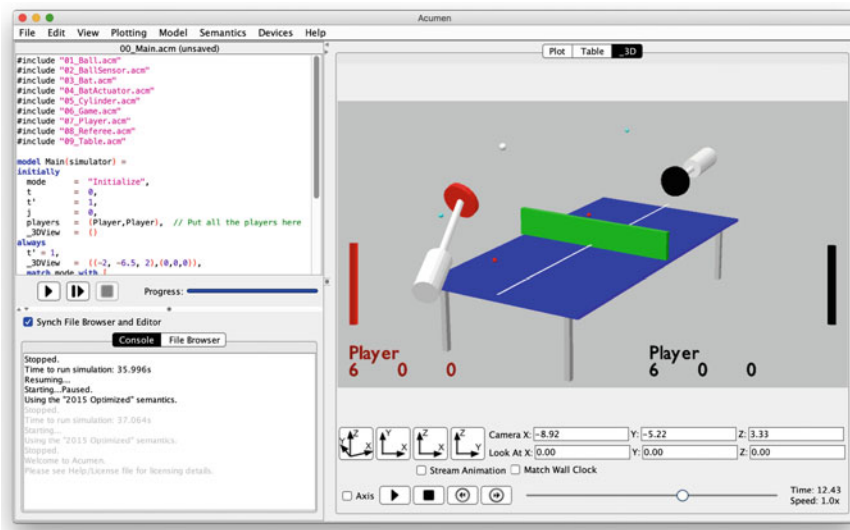 Acumen
File Edit View Plotting Model Semantics Devices Help
00_Main.acm (unsaved)
#include "01_Ball.acm"
#include "02_BallSensor.acm"
#include "03_Bat.acm"
#include "04_BatActuator.acm"
#include "05_Cylinder.acm"
#include "06_Game.acm"
#include "07_Player.acm"
#include "08_Referee.acm"
#include "09_Table.acm"
model Main(simulator) =
initially
mode = "Initialize",
t = 0,
t' = 1,
j = 0,
players = (Player,Player), // Put all the players here
_3DView = ()
always
t' = 1,
_3DView = ((-2, -6.5, 2),(0,0,0)),
match mode with [
Progress:
Synch File Browser and Editor
Console File Browser
Stopped.
Time to run simulation: 35.996s
Resuming...
Starting...Paused.
Using the "2015 Optimized" semantics.
Stopped.
Time to run simulation: 37.064s
Starting...
Using the "2015 Optimized" semantics.
Stopped.
Welcome to Acumen.
Please see Help/License file for licensing details.
Plot Table _3D
Player
6 0 0
Player
6 0 0
Z Y X
Y X
Z X
Z Y
Camera X: -8.92 Y: -5.22 Z: 3.33
Look At X: 0.00 Y: 0.00 Z: 0.00
Stream Animation Match Wall Clock
Axis
Time: 12.43
Speed: 1.0x